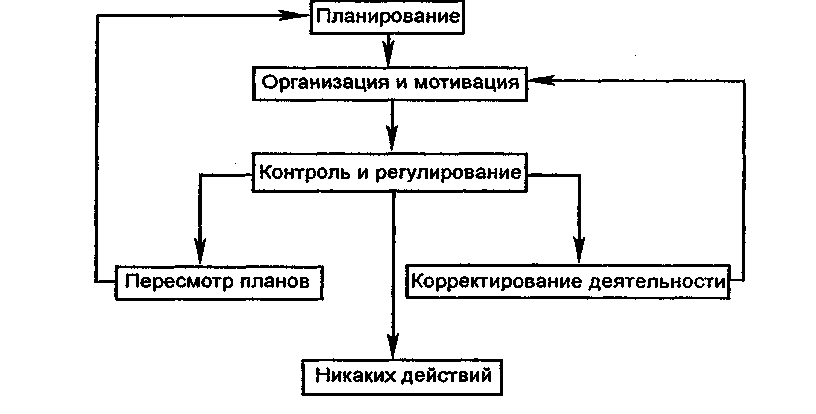 Планирование
Организация и мотивация
Контроль и регулирование
Пересмотр планов
Корректирование деятельности
Никаких действий